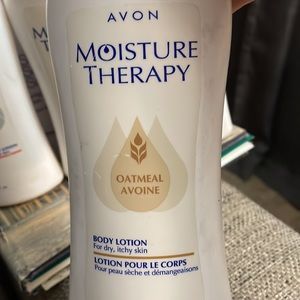 AVON
MOISTURE
THERAPY
OATMEAL
AVOINE
BODY LOTION
For dry, itchy skin
LOTION POUR LE CORPS
Pour peau sèche et démangeaisons